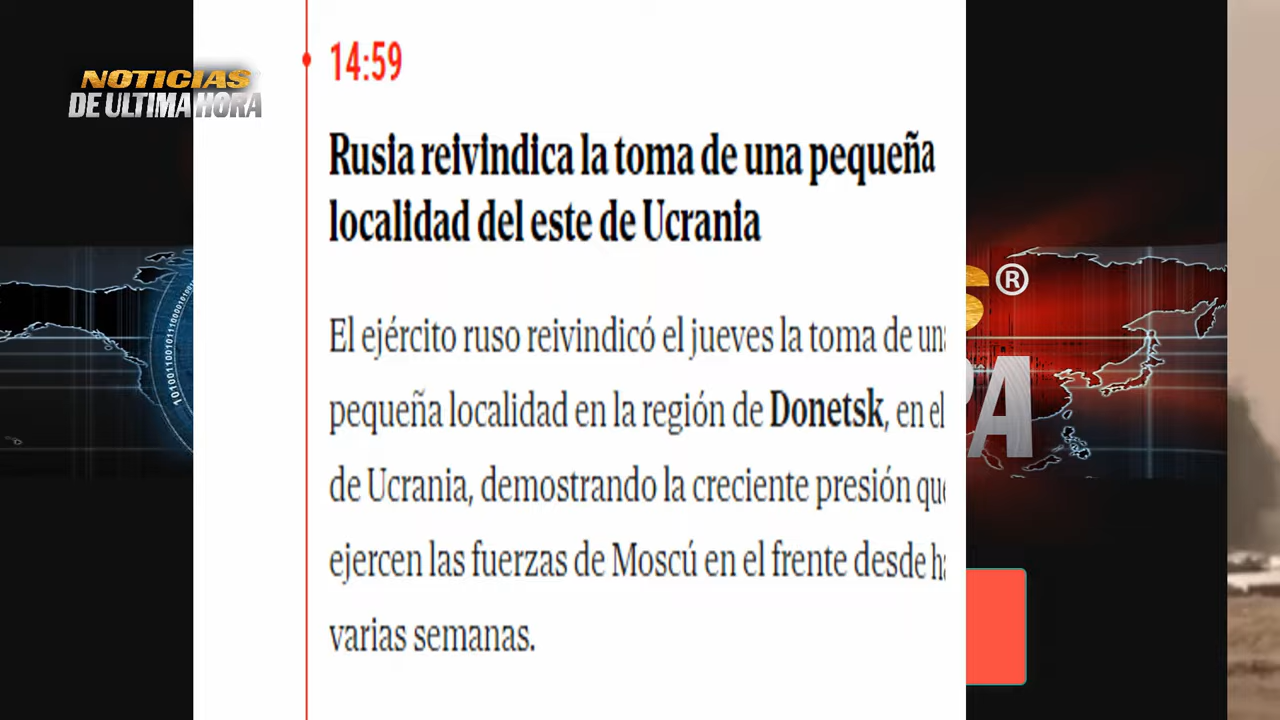 NOTICIAS
DE ULTIMA HORA
14:59
Rusia reivindica la toma de una pequeña
localidad del este de Ucrania
El ejército ruso reivindicó el jueves la toma de
pequeña localidad en la región de Donetsk, en el
de Ucrania, demostrando la creciente presión
ejercen las fuerzas de Moscú en el frente desde
varias semanas.
S®
PA